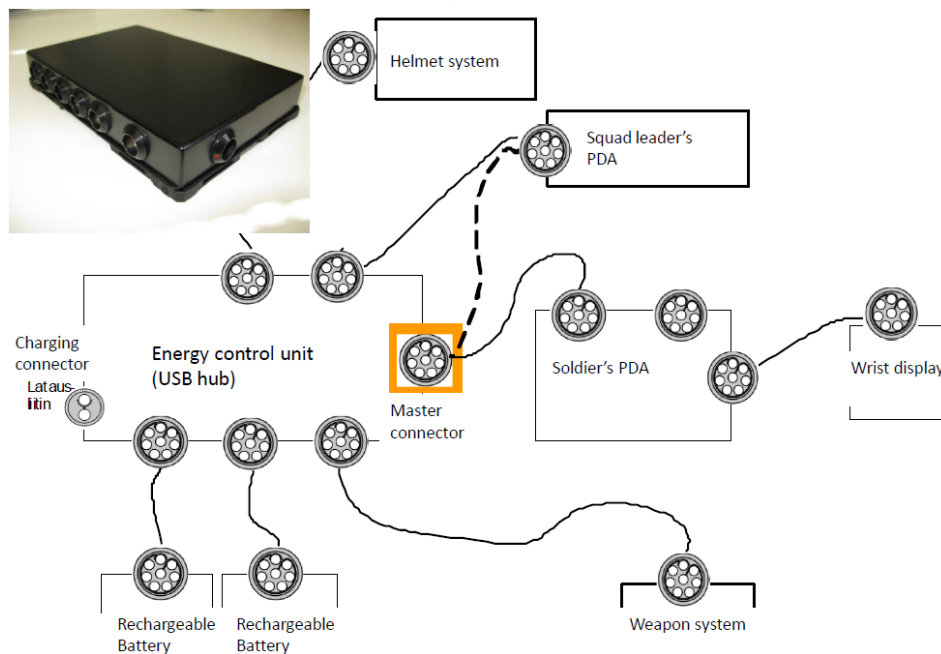 Helmet system
Squad leader's
PDA
Charging
connector
Lataus-
Energy control unit
(USB hub)
Master
connector
Soldier's PDA
Wrist display
Rechargeable
Battery
Rechargeable
Battery
Weapon system